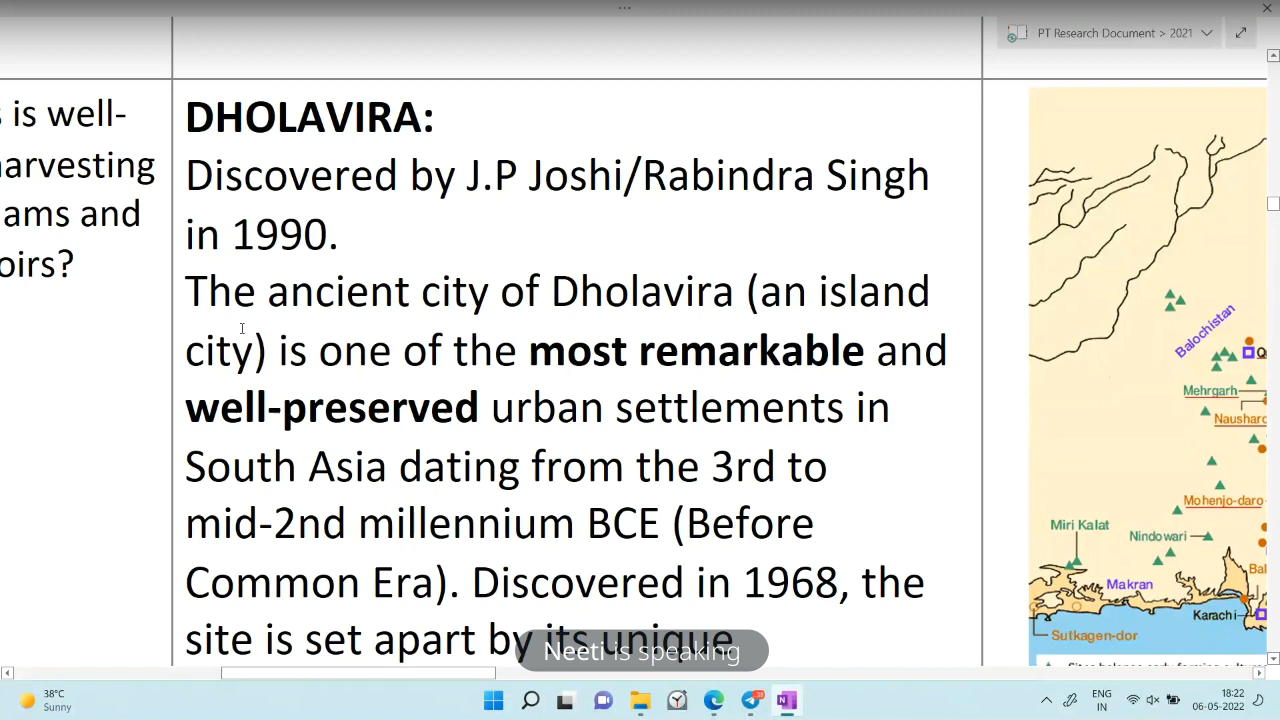 PT Research Document > 2021
s is well-
arvesting
ams and
oirs?
DHOLAVIRA:
Discovered by J.P Joshi/Rabindra Singh
in 1990.
The ancient city of Dholavira (an island
city) is one of the most remarkable and
well-preserved urban settlements in
South Asia dating from the 3rd to
mid-2nd millennium BCE (Before
Common Era). Discovered in 1968, the
site is set apart by its unique
Balochistan
Mehrgarh
Nausharo
Mohenjo-daro
Miri Kalat
Nindowari
Makran
Bal
Karachi
Sutkagen-dor
Neeti is speaking
38°C
Sunny
38
ENG
IN
18:22
06-05-2022